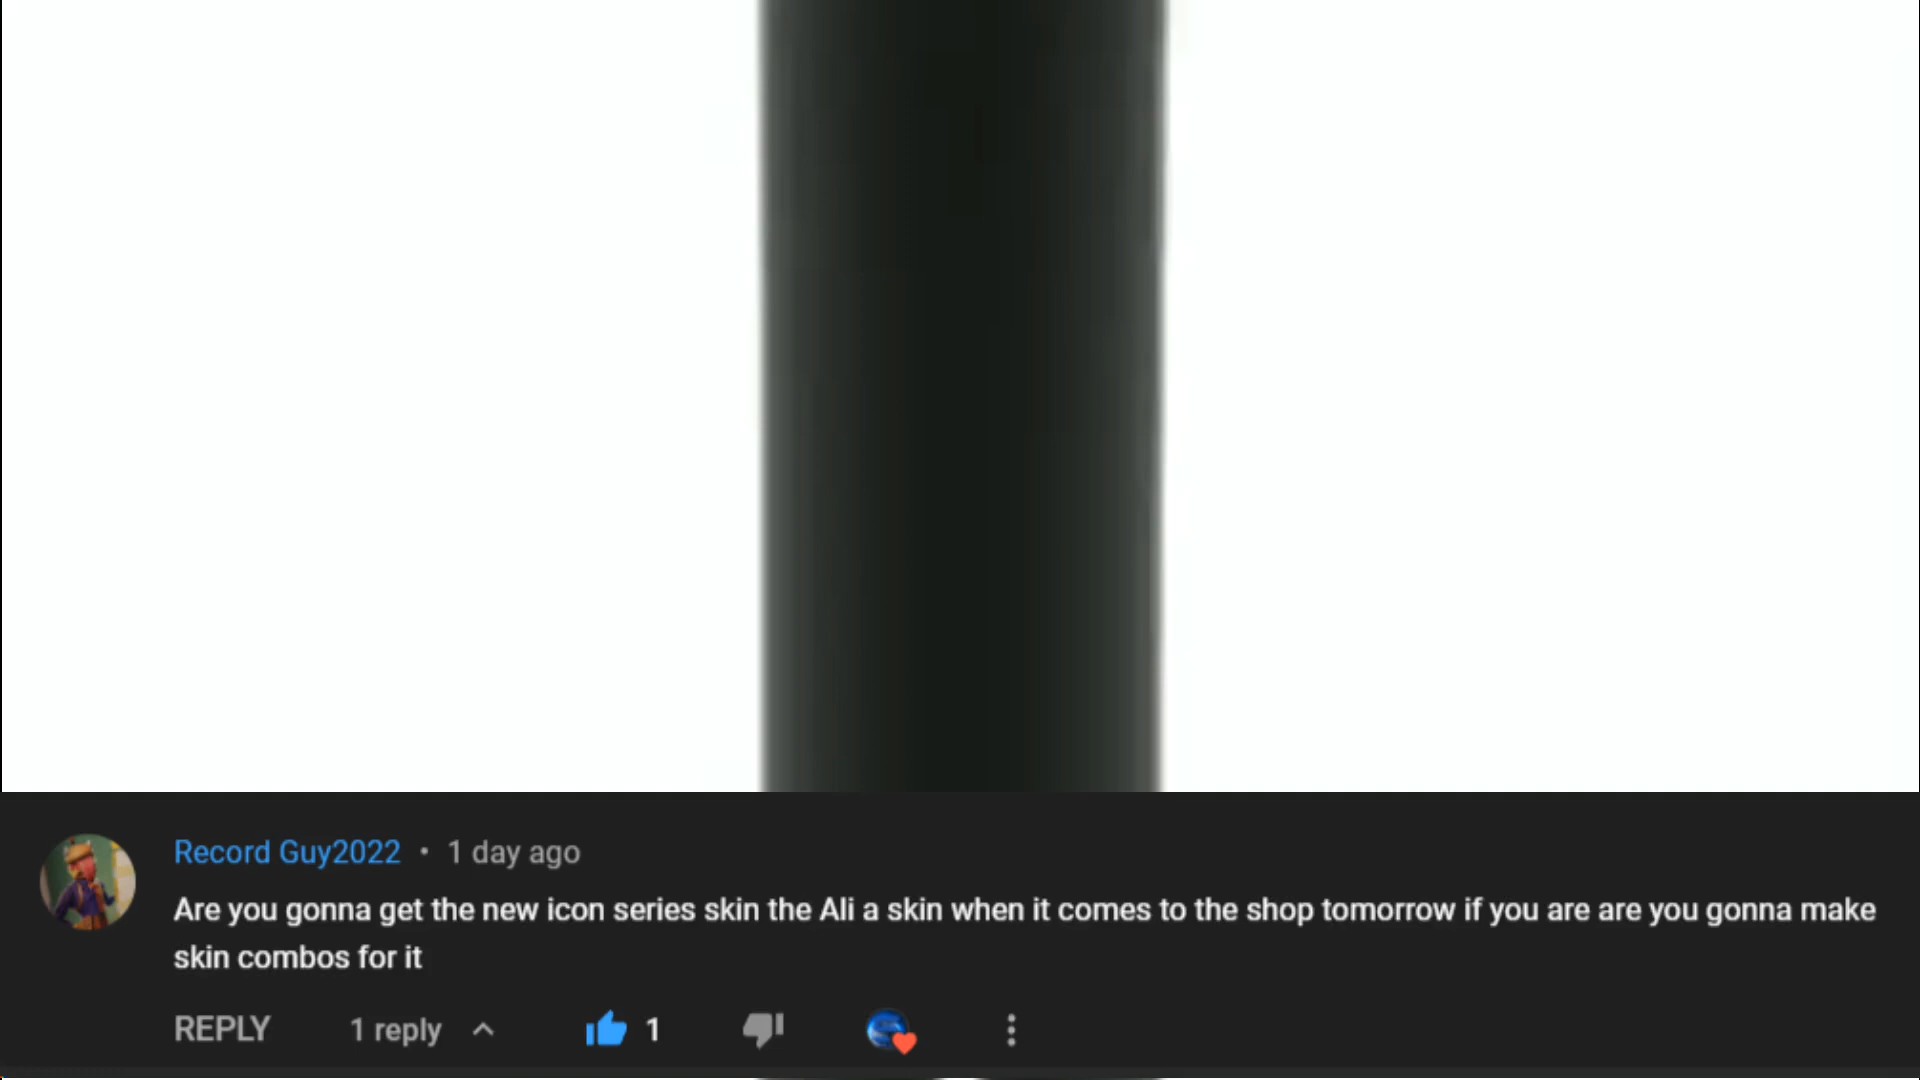 Record Guy2022 • 1 day ago
Are you gonna get the new icon series skin the Ali a skin when it comes to the shop tomorrow if you are are you gonna make
skin combos for it
REPLY 1 reply 1